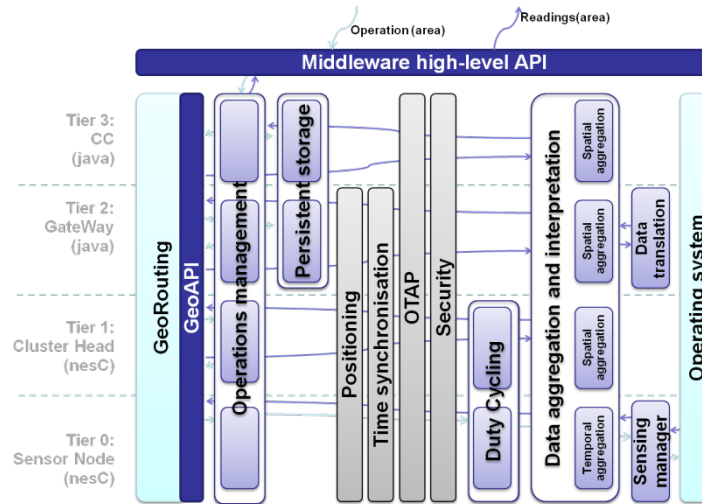 Operation (area)
Readings(area)
Middleware high-level API
Tier 3:
CC
(java)
Tier 2:
GateWay
(java)
Tier 1:
Cluster Head
(nesC)
Tier 0:
Sensor Node
(nesC)
GeoRouting
GeoAPI
Operations management
Persistent storage
Positioning
Time synchronisation
OTAP
Security
Duty Cycling
Data aggregation and interpretation
Spatial
aggregation
Spatial
aggregation
Spatial
aggregation
Temporal
aggregation
Data
translation
Sensing
manager
Operating system